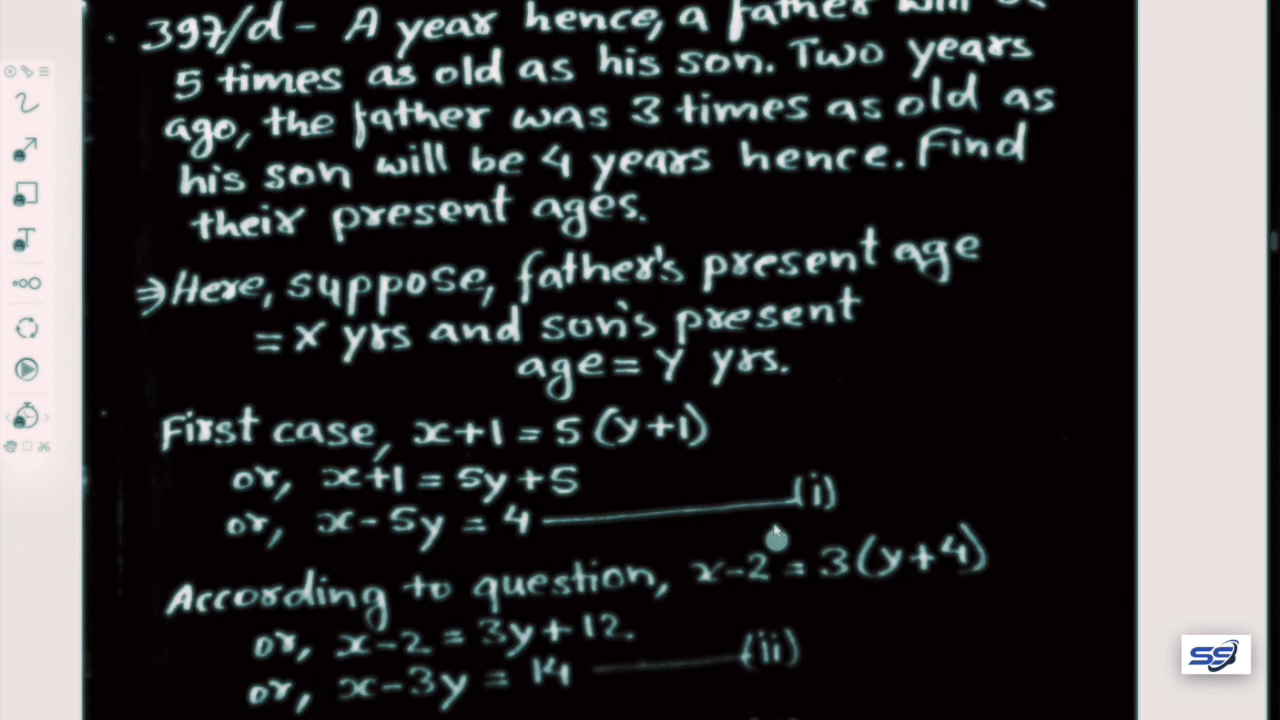 397/d - A year hence, a father will be
5 times as old as his son. Two years
ago, the father was 3 times as old as
his son will be 4 years hence. Find
their present ages.
⇒ Here, suppose, father's present age
= x yrs and son's present
age = y yrs.
First case, x+1 = 5 (y+1)
or, x+1 = 5y+5
or, x - 5y = 4 (i)
According to question, x-2 = 3(y+4)
or, x-2 = 3y+12.
or, x-3y = 14 (ii)
SS